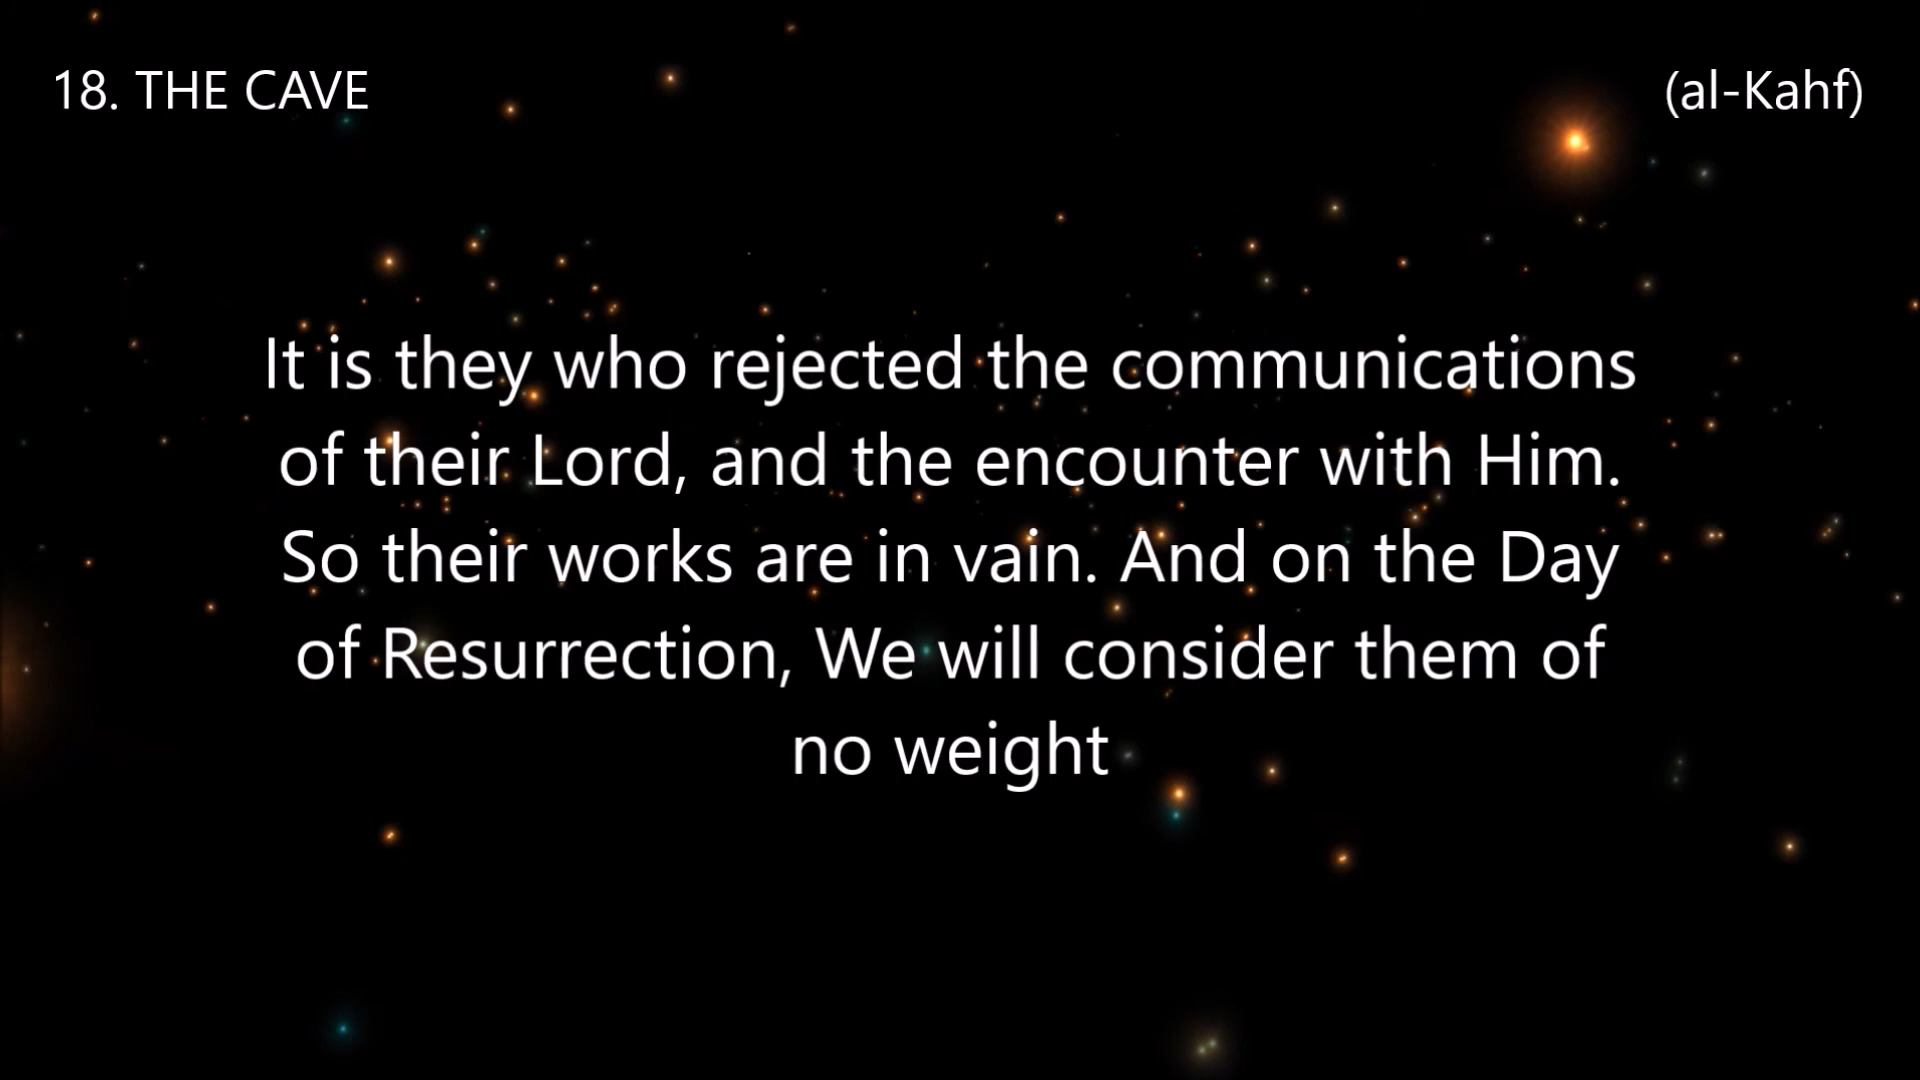 18. THE CAVE
(al-Kahf)
It is they who rejected the communications
of their Lord, and the encounter with Him.
So their works are in vain. And on the Day
of Resurrection, We will consider them of
no weight